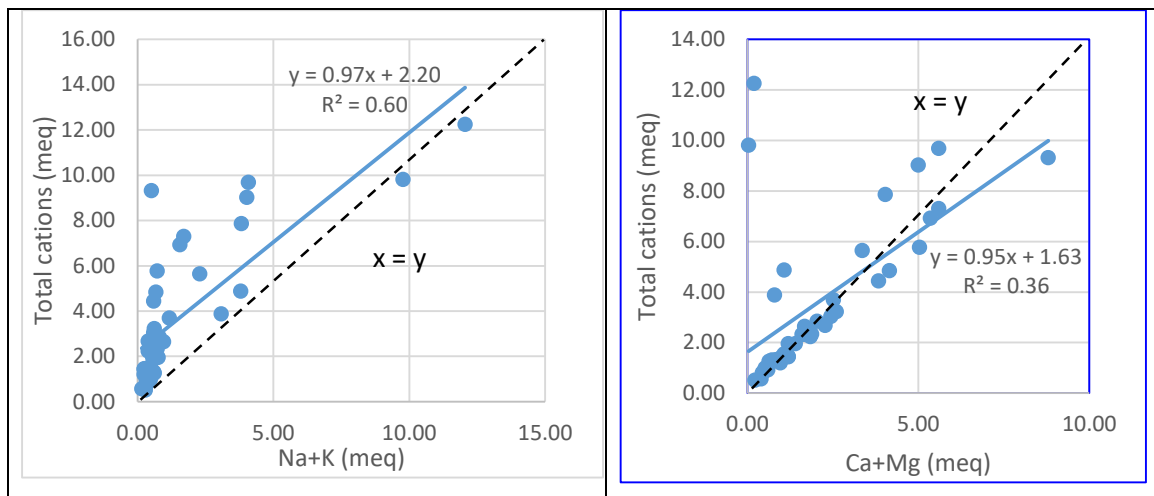 16.00
14.00
12.00
10.00
8.00
6.00
4.00
2.00
0.00
0.00 5.00 10.00 15.00
Total cations (meq)
Na+K (meq)
y = 0.97x + 2.20
R² = 0.60
x = y
14.00
12.00
10.00
8.00
6.00
4.00
2.00
0.00
0.00 5.00 10.00
Total cations (meq)
Ca+Mg (meq)
x = y
y = 0.95x + 1.63
R² = 0.36